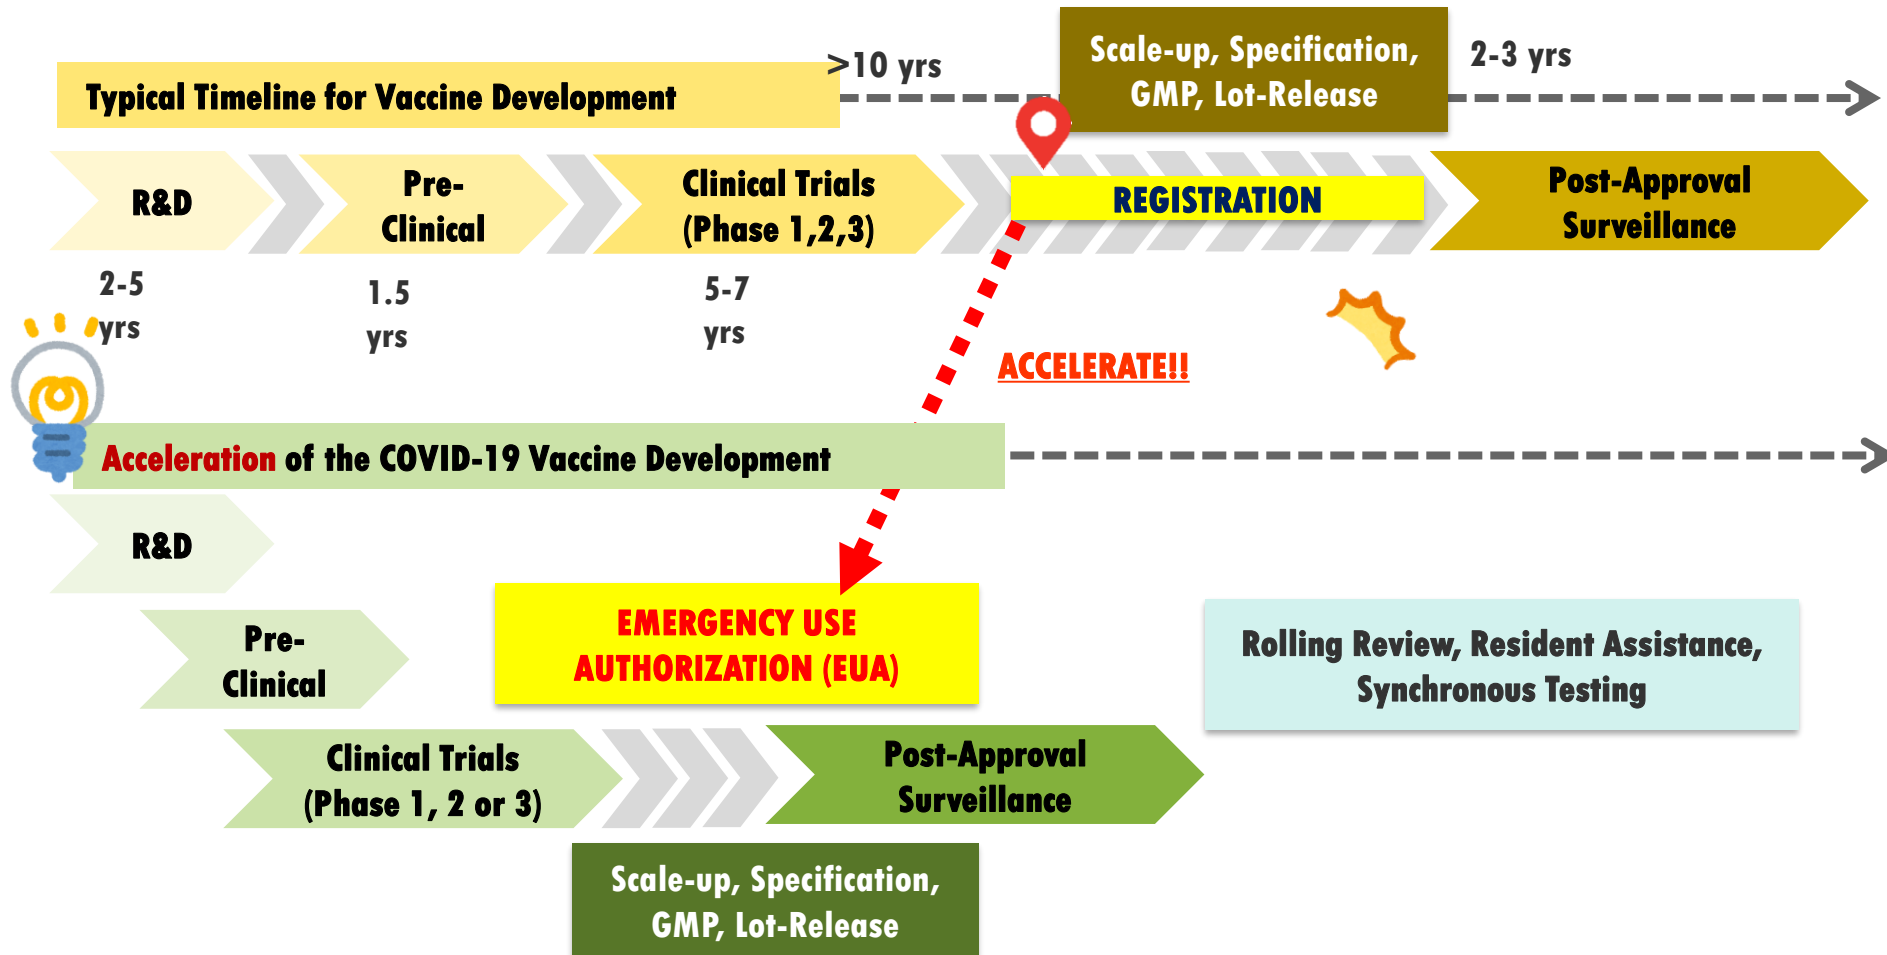 Typical Timeline for Vaccine Development
>10 yrs
Scale-up, Specification,
GMP, Lot-Release
2-3 yrs
R&D
Pre-
Clinical
Clinical Trials
(Phase 1,2,3)
REGISTRATION
Post-Approval
Surveillance
2-5
yrs
1.5
yrs
5-7
yrs
ACCELERATE!!
Acceleration of the COVID-19 Vaccine Development
R&D
Pre-
Clinical
EMERGENCY USE
AUTHORIZATION (EUA)
Rolling Review, Resident Assistance,
Synchronous Testing
Clinical Trials
(Phase 1, 2 or 3)
Post-Approval
Surveillance
Scale-up, Specification,
GMP, Lot-Release